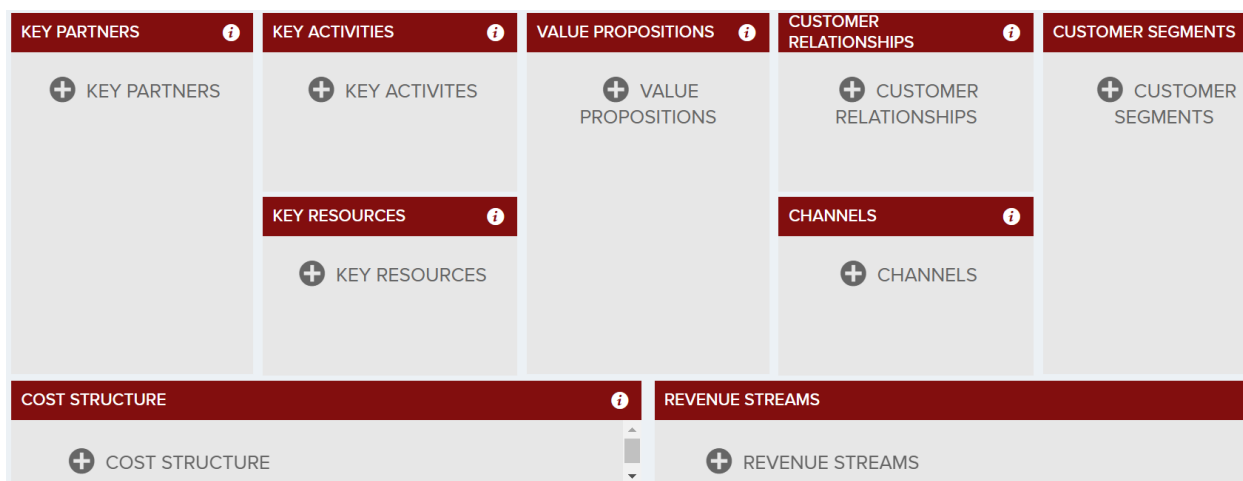 KEY PARTNERS
KEY ACTIVITIES
VALUE PROPOSITIONS
CUSTOMER
RELATIONSHIPS
CUSTOMER SEGMENTS
KEY PARTNERS
KEY ACTIVITES
VALUE
PROPOSITIONS
CUSTOMER
RELATIONSHIPS
CUSTOMER
SEGMENTS
KEY RESOURCES
CHANNELS
KEY RESOURCES
CHANNELS
COST STRUCTURE
REVENUE STREAMS
COST STRUCTURE
REVENUE STREAMS